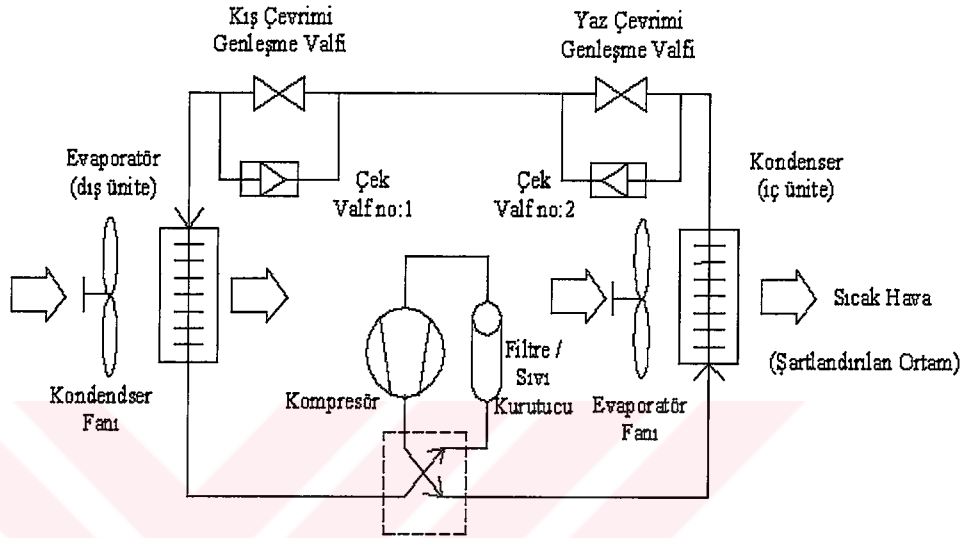 Kış Çevrimi
Genleşme Valfi
Yaz Çevrimi
Genleşme Valfi
Evaporatör
(dış ünite)
Çek
Valf no:1
Çek
Valf no:2
Kondenser
(iç ünite)
Sıcak Hava
(Şartlandırılan Ortam)
Kondendser
Fanı
Kompresör
Filtre /
Sıvı
Kurutucu
Evaporatör
Fanı